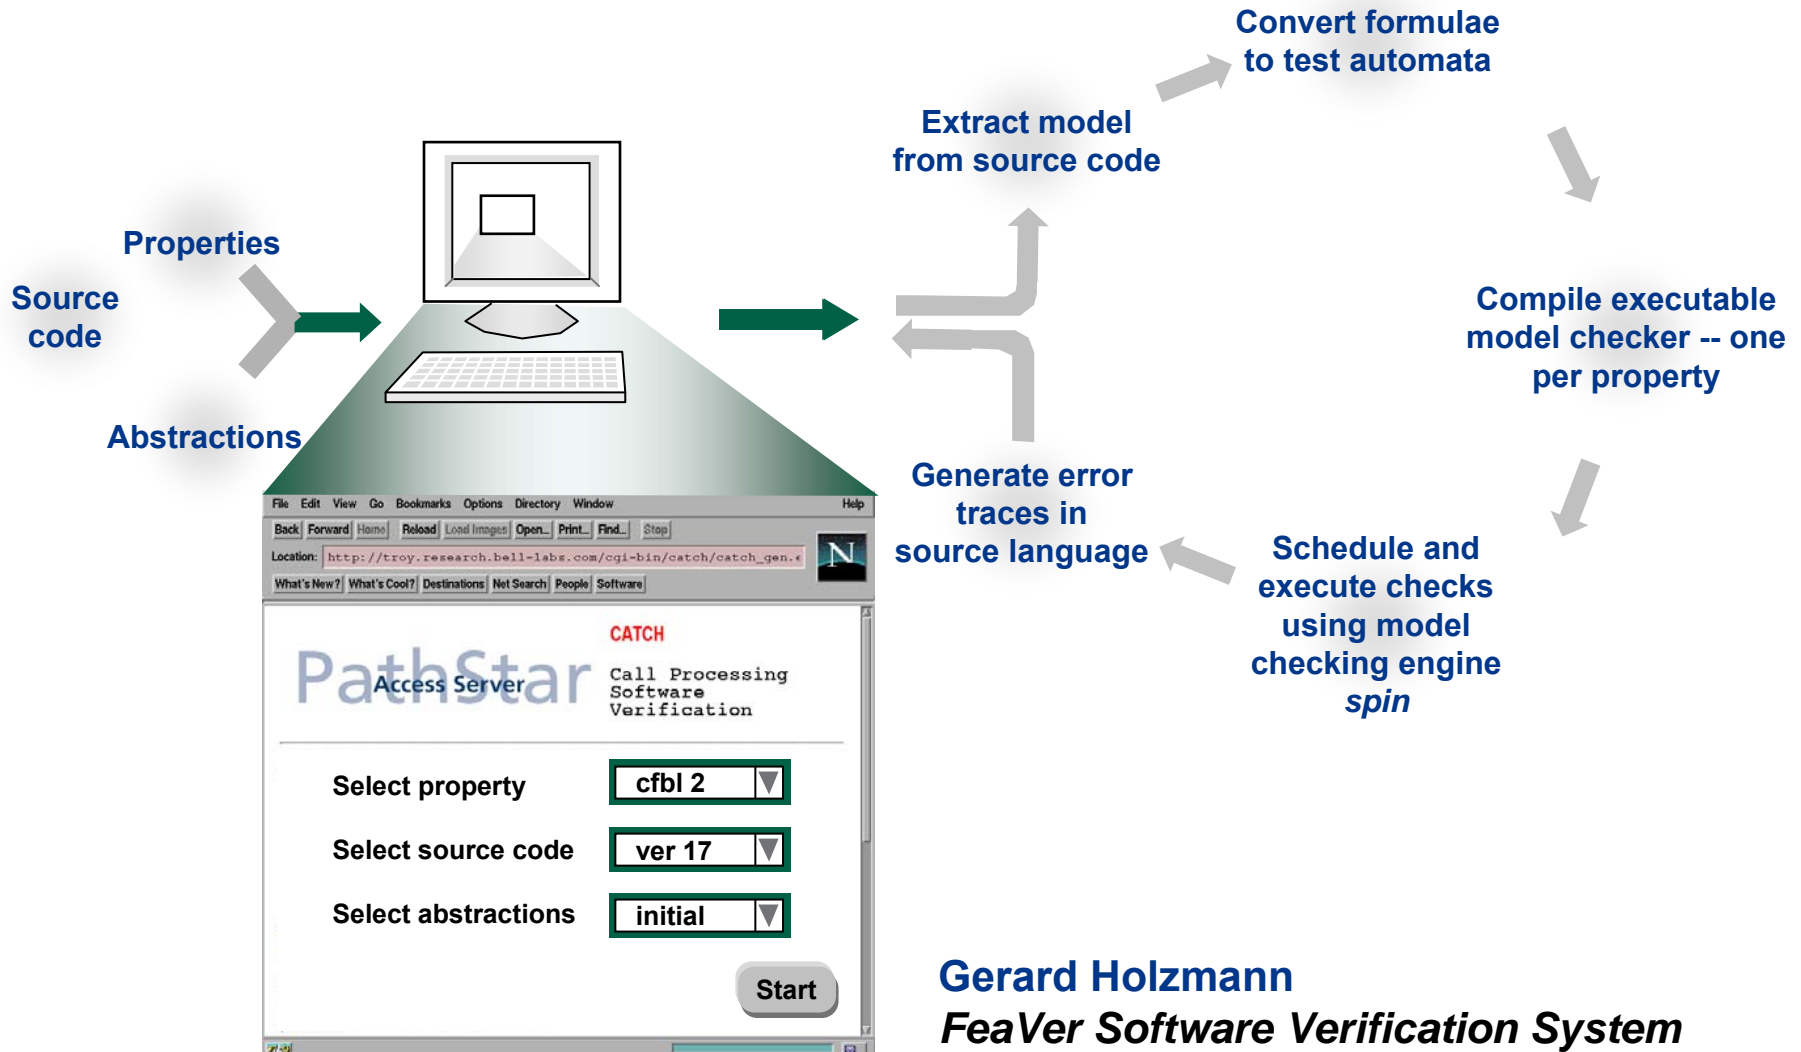 Convert formulae
to test automata
Extract model
from source code
Properties
Source
code
Compile executable
model checker -- one
per property
Abstractions
Generate error
traces in
source language
Schedule and
execute checks
using model
checking engine
spin
File Edit View Go Bookmarks Options Directory Window Help
Back Forward Home Reload Load Images Open... Print... Find... Stop
Location: http://troy.research.bell-labs.com/cgi-bin/catch/catch_gen.
What's New? What's Cool? Destinations Net Search People Software
N
CATCH
PathStar
Access Server
Call Processing
Software
Verification
Select property cfbl 2
Select source code ver 17
Select abstractions initial
Start
Gerard Holzmann
FeaVer Software Verification System